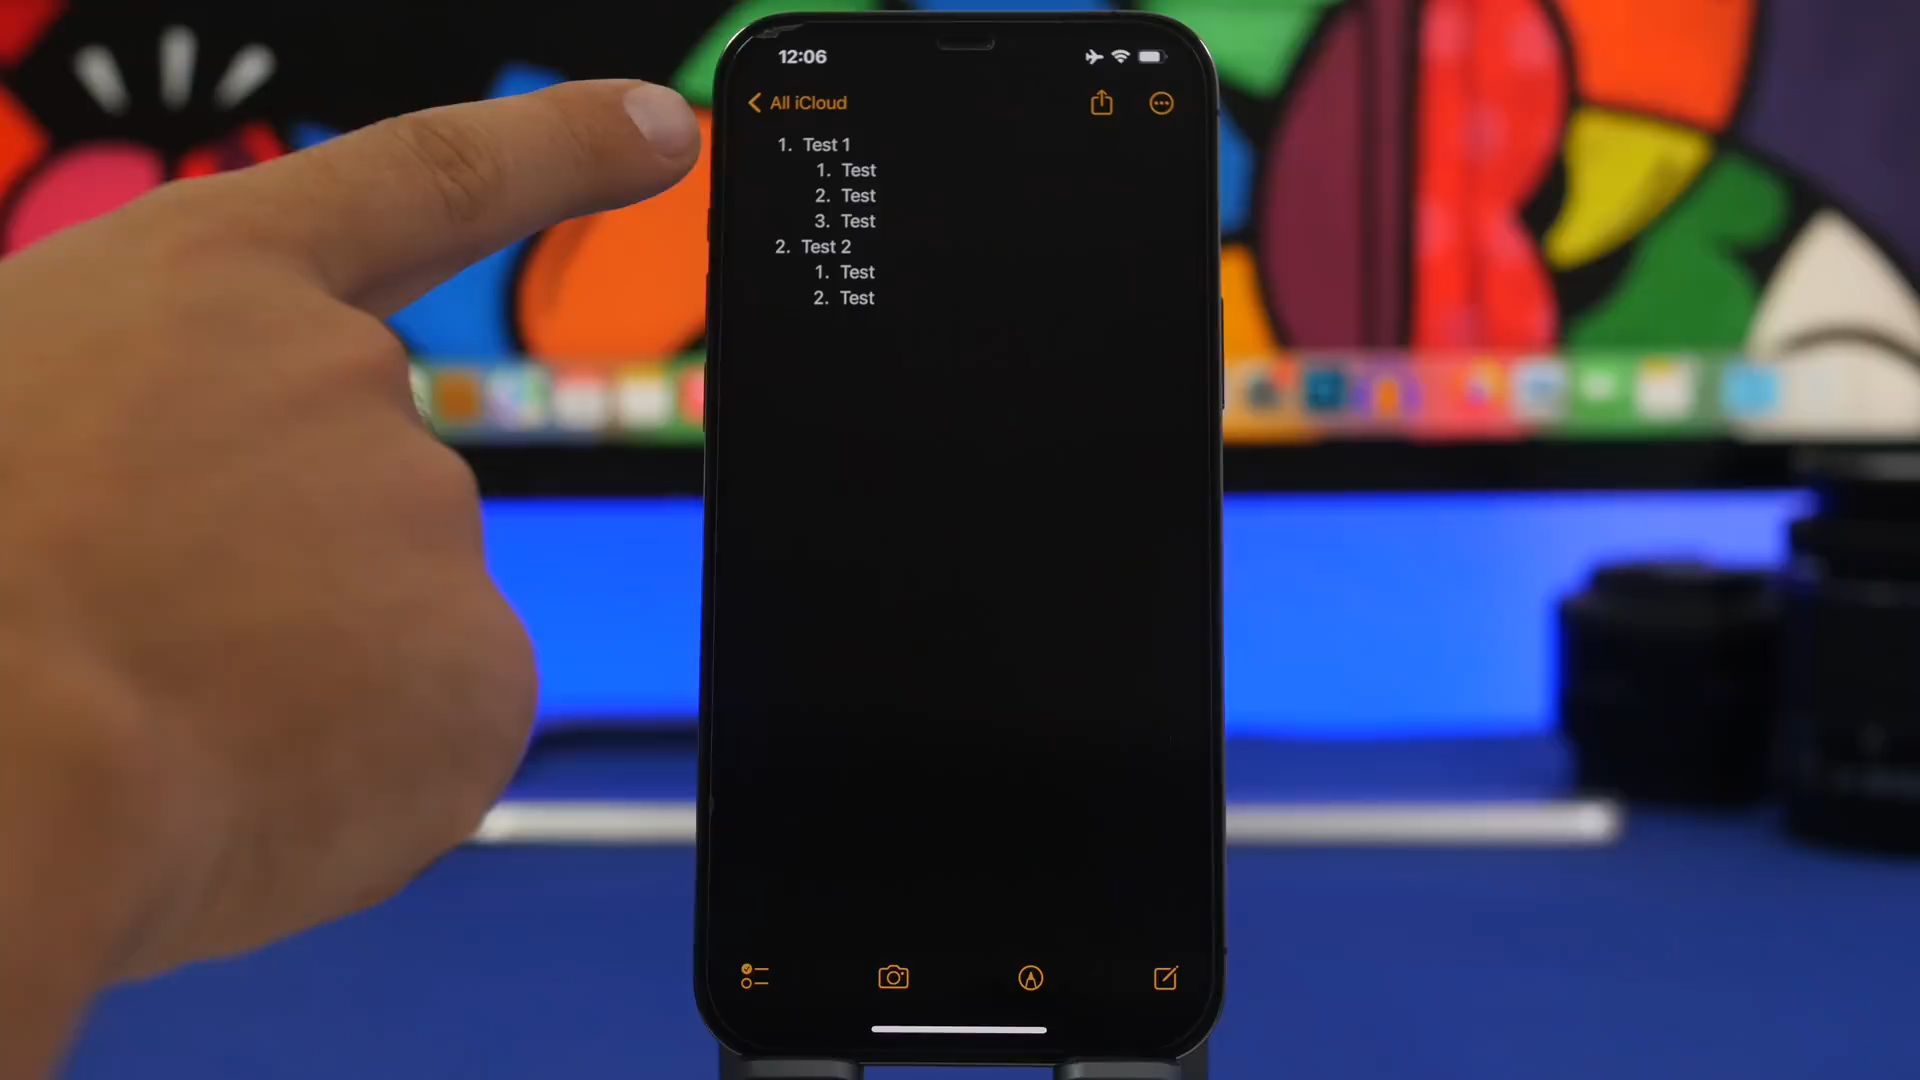 12:06
All iCloud
1. Test 1
1. Test
2. Test
3. Test
2. Test 2
1. Test
2. Test